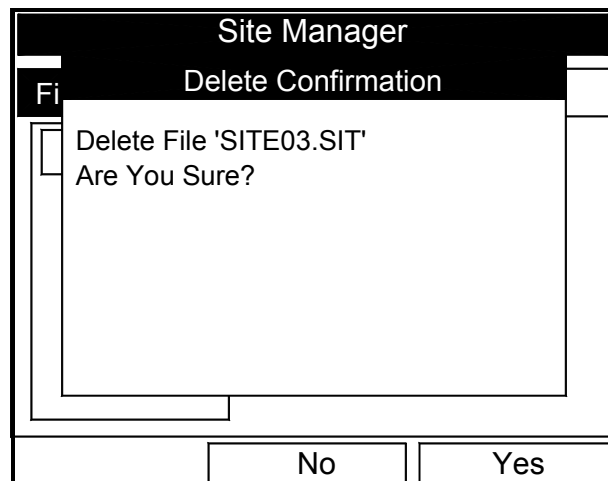 Site Manager
Delete Confirmation
Fi
Delete File 'SITE03.SIT'
Are You Sure?
No
Yes